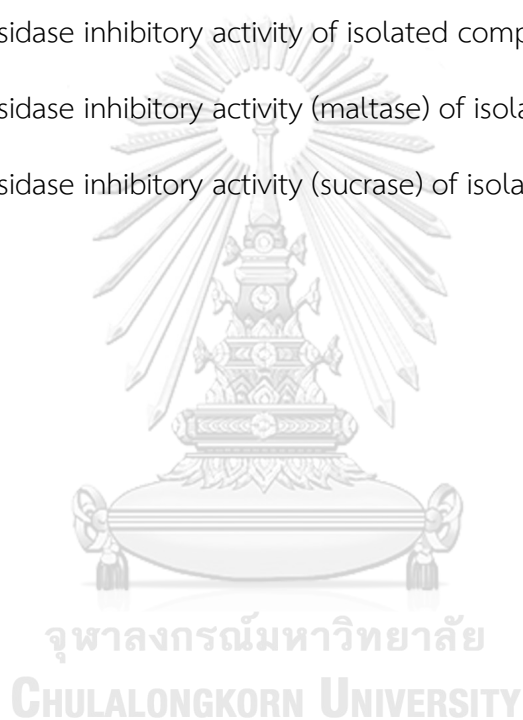 sidase inhibitory activity of isolated comp
sidase inhibitory activity (maltase) of isola
sidase inhibitory activity (sucrase) of isolat
จุฬาลงกรณ์มหาวิทยาลัย
CHULALONGKORN UNIVERSITY